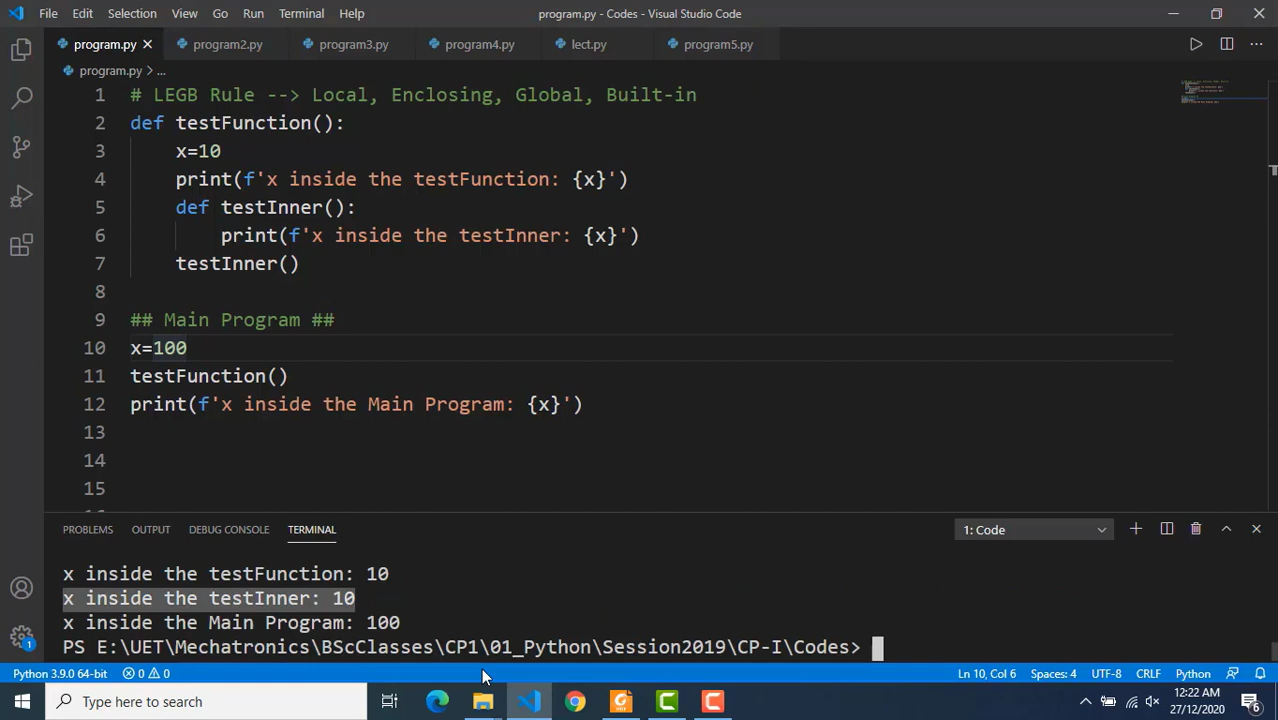 File Edit Selection View Go Run Terminal Help program.py - Codes - Visual Studio Code
program.py program2.py program3.py program4.py lect.py program5.py
program.py > ...
1 # LEGB Rule --> Local, Enclosing, Global, Built-in
2 def testFunction():
3 x=10
4 print(f'x inside the testFunction: {x}')
5 def testInner():
6 print(f'x inside the testInner: {x}')
7 testInner()
8
9 ## Main Program ##
10 x=100
11 testFunction()
12 print(f'x inside the Main Program: {x}')
13
14
15
PROBLEMS OUTPUT DEBUG CONSOLE TERMINAL 1: Code
x inside the testFunction: 10
x inside the testInner: 10
x inside the Main Program: 100
PS E:\UET\Mechatronics\BScClasses\CP1\01_Python\Session2019\CP-I\Codes>
Python 3.9.0 64-bit 0 0 Ln 10, Col 6 Spaces: 4 UTF-8 CRLF Python
Type here to search
12:22 AM
27/12/2020
6
1